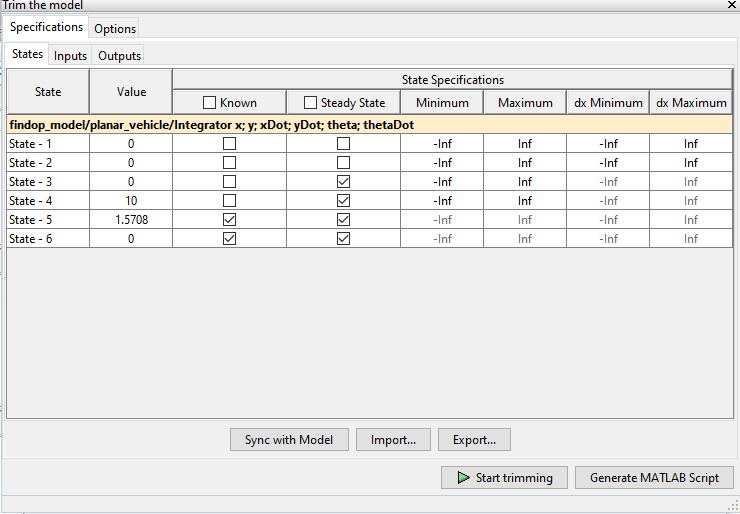 Trim the model
Specifications Options
States Inputs Outputs
State Value State Specifications
Known Steady State Minimum Maximum dx Minimum dx Maximum
findop_model/planar_vehicle/Integrator x; y; xDot; yDot; theta; thetaDot
State - 1 0 -Inf Inf -Inf Inf
State - 2 0 -Inf Inf -Inf Inf
State - 3 0 -Inf Inf -Inf Inf
State - 4 10 -Inf Inf -Inf Inf
State - 5 1.5708 -Inf Inf -Inf Inf
State - 6 0 -Inf Inf -Inf Inf
Sync with Model Import... Export...
Start trimming Generate MATLAB Script